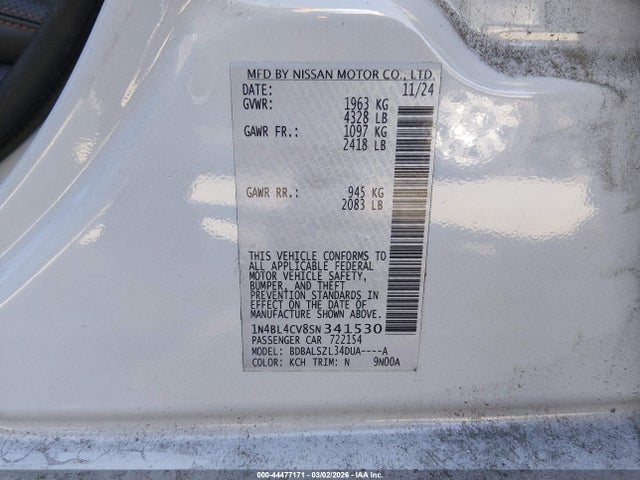 MFD BY NISSAN MOTOR CO., LTD.
DATE: 11/24
GVWR: 1963 KG
4328 LB
GAWR FR.: 1097 KG
2418 LB
GAWR RR.: 945 KG
2083 LB
THIS VEHICLE CONFORMS TO
ALL APPLICABLE FEDERAL
MOTOR VEHICLE SAFETY,
BUMPER, AND THEFT
PREVENTION STANDARDS IN
EFFECT ON THE DATE OF
MANUFACTURE SHOWN ABOVE.
1N4BL4CV8SN341530
PASSENGER CAR 722154
MODEL: BDBALSZL34DUA----A
COLOR: KCH TRIM: N 9N00A
000-44477171 | 03/02/2026 | IAA Inc.